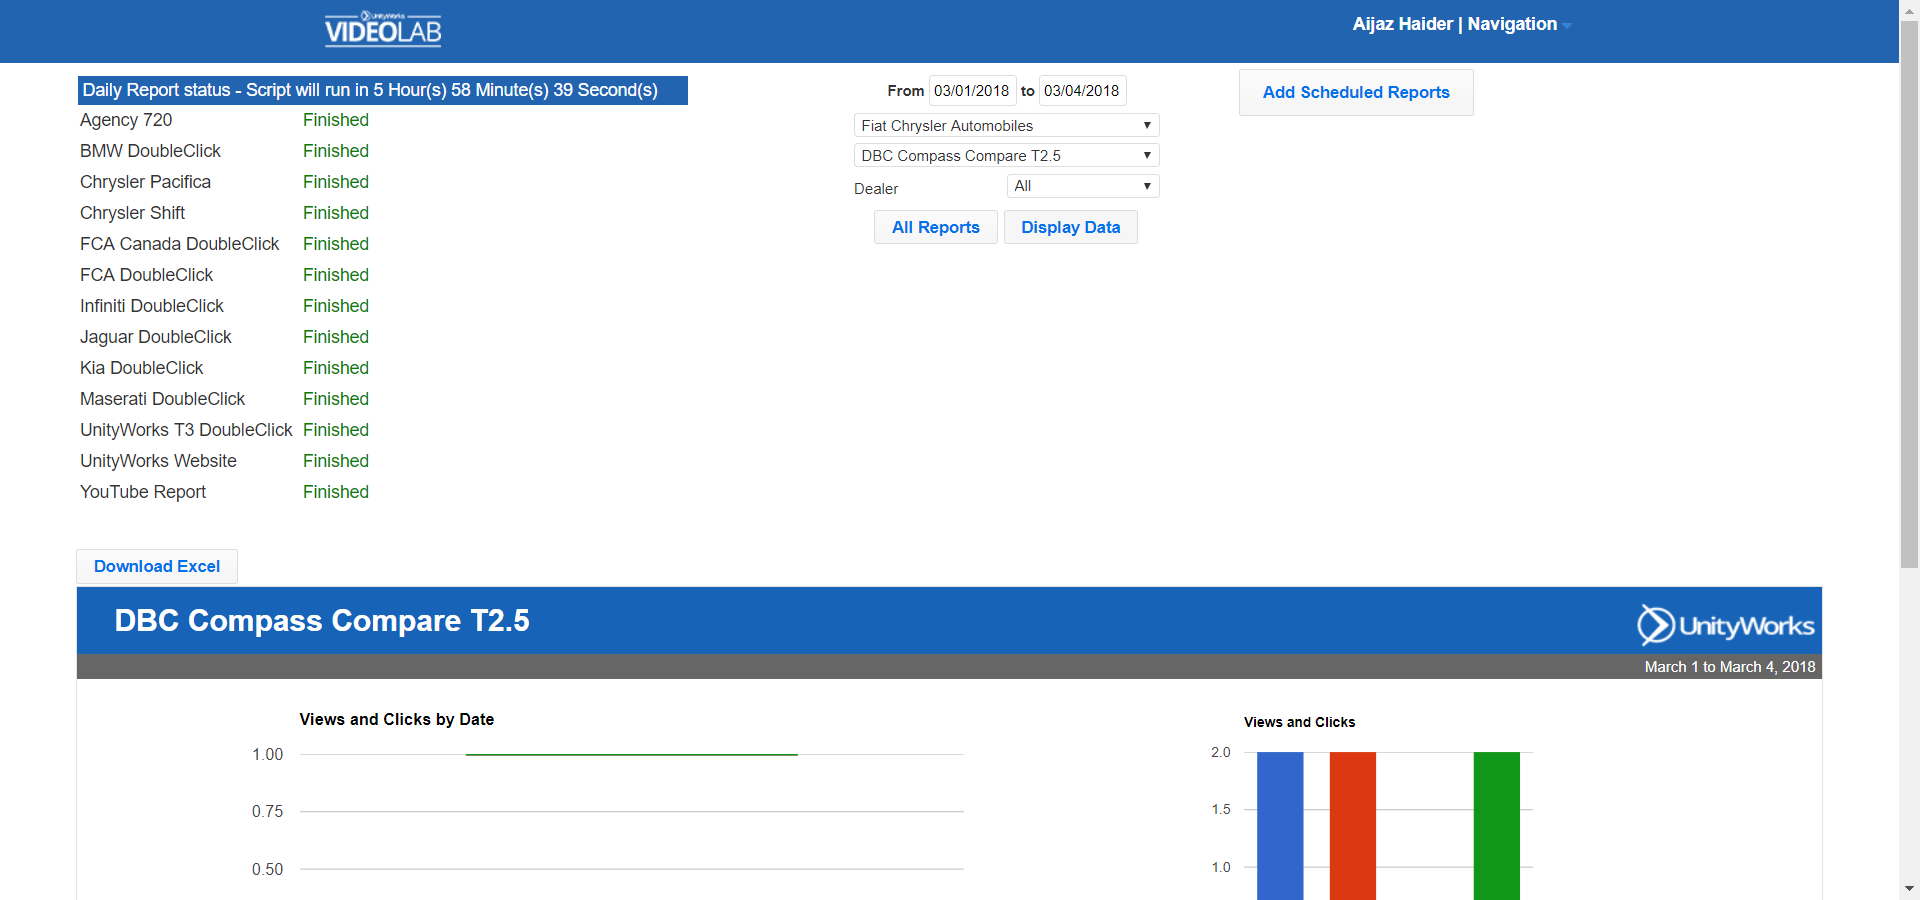 UnityWorks
VIDEOLAB
Aijaz Haider | Navigation
Daily Report status - Script will run in 5 Hour(s) 58 Minute(s) 39 Second(s)
Agency 720 Finished
BMW DoubleClick Finished
Chrysler Pacifica Finished
Chrysler Shift Finished
FCA Canada DoubleClick Finished
FCA DoubleClick Finished
Infiniti DoubleClick Finished
Jaguar DoubleClick Finished
Kia DoubleClick Finished
Maserati DoubleClick Finished
UnityWorks T3 DoubleClick Finished
UnityWorks Website Finished
YouTube Report Finished
From 03/01/2018 to 03/04/2018
Fiat Chrysler Automobiles
DBC Compass Compare T2.5
Dealer All
All Reports Display Data
Add Scheduled Reports
Download Excel
DBC Compass Compare T2.5
UnityWorks
March 1 to March 4, 2018
Views and Clicks by Date
1.00
0.75
0.50
Views and Clicks
2.0
1.5
1.0